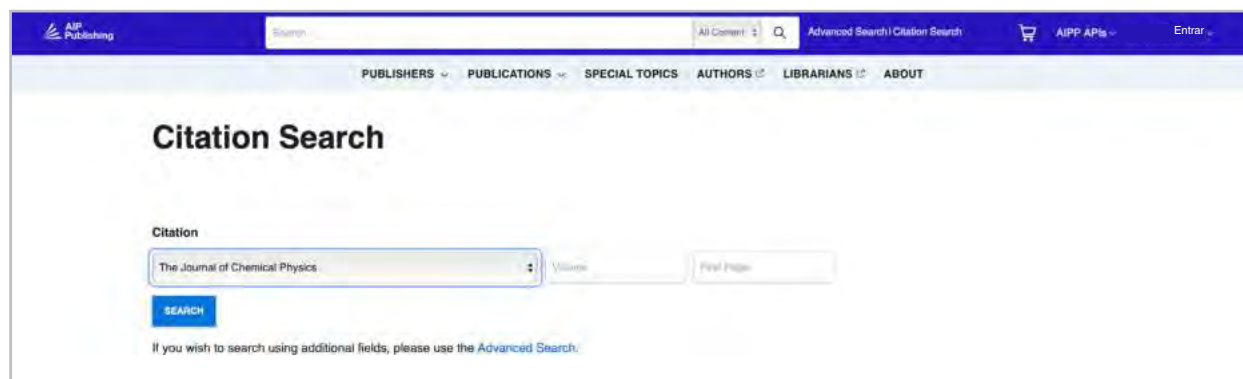 AIP
Publishing
Search...
All Content
Advanced Search | Citation Search
AIPP APIs
Entrar
PUBLISHERS PUBLICATIONS SPECIAL TOPICS AUTHORS LIBRARIANS ABOUT
Citation Search
Citation
The Journal of Chemical Physics
Volume
First Page
SEARCH
If you wish to search using additional fields, please use the Advanced Search.